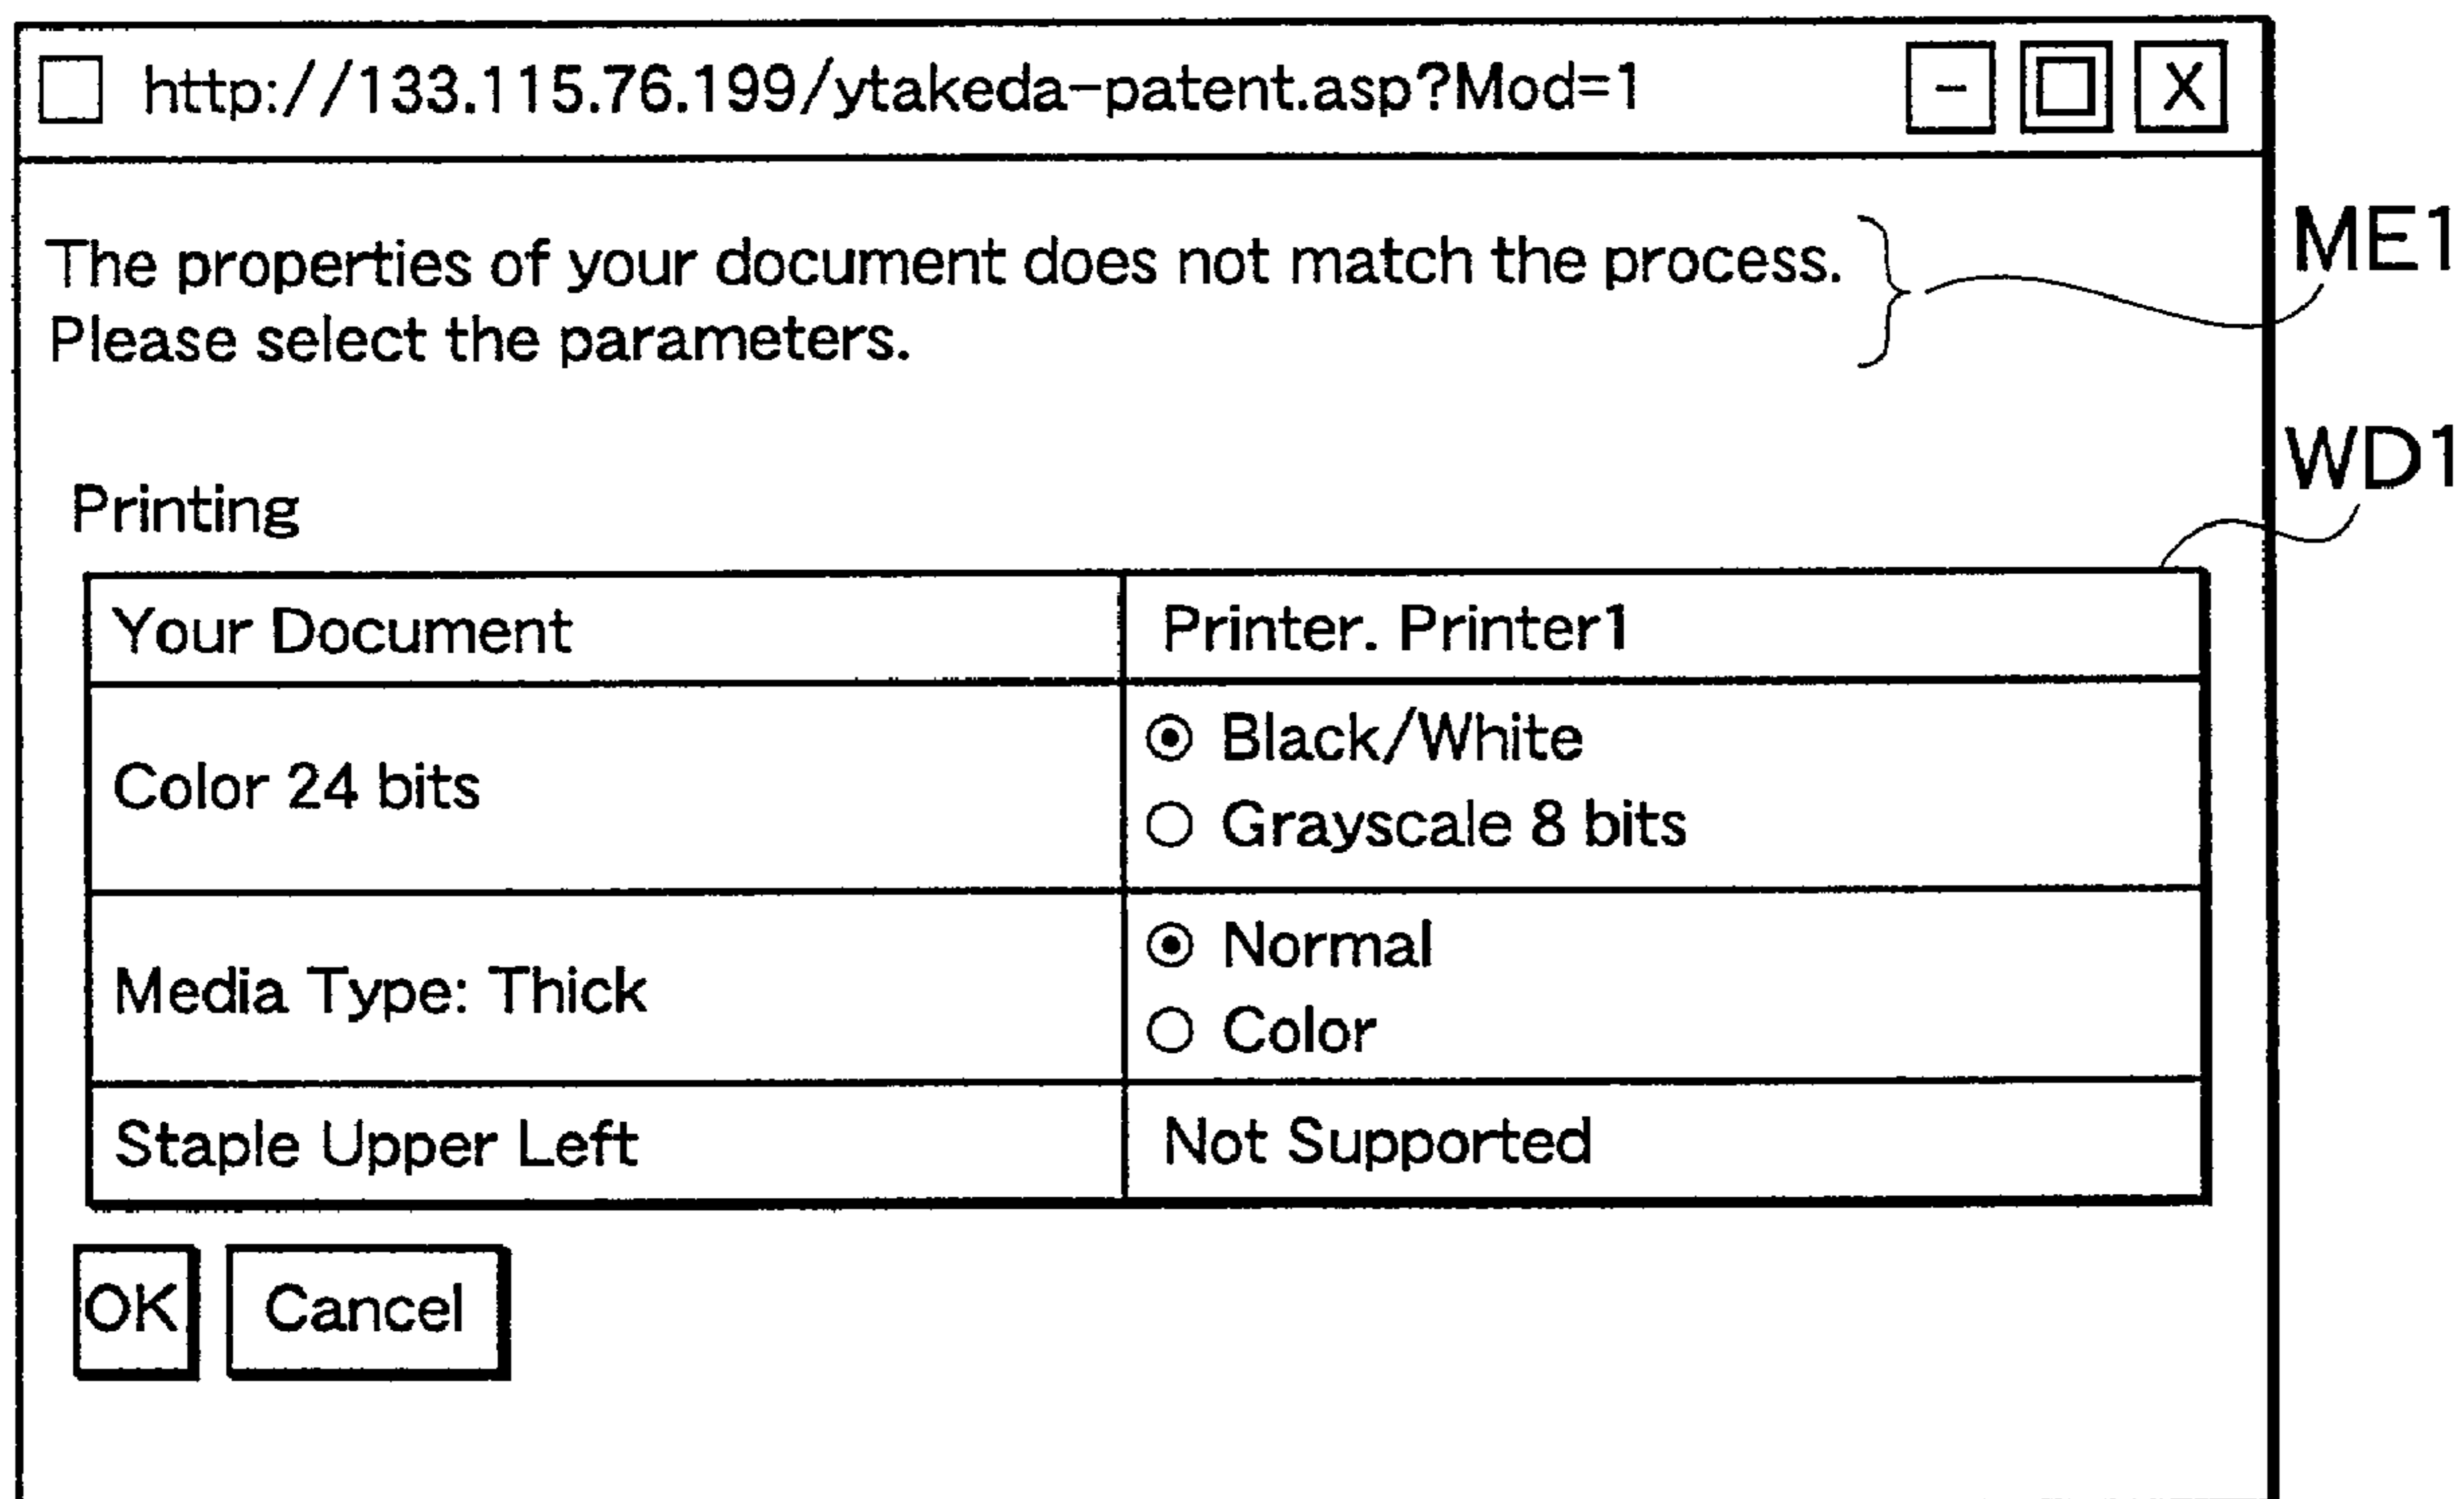 http://133.115.76.199/ytakeda-patent.asp?Mod=1 - X
The properties of your document does not match the process.
Please select the parameters.
ME1
WD1
Printing
Your Document
Printer. Printer1
Color 24 bits
Black/White
Grayscale 8 bits
Media Type: Thick
Normal
Color
Staple Upper Left
Not Supported
OK
Cancel